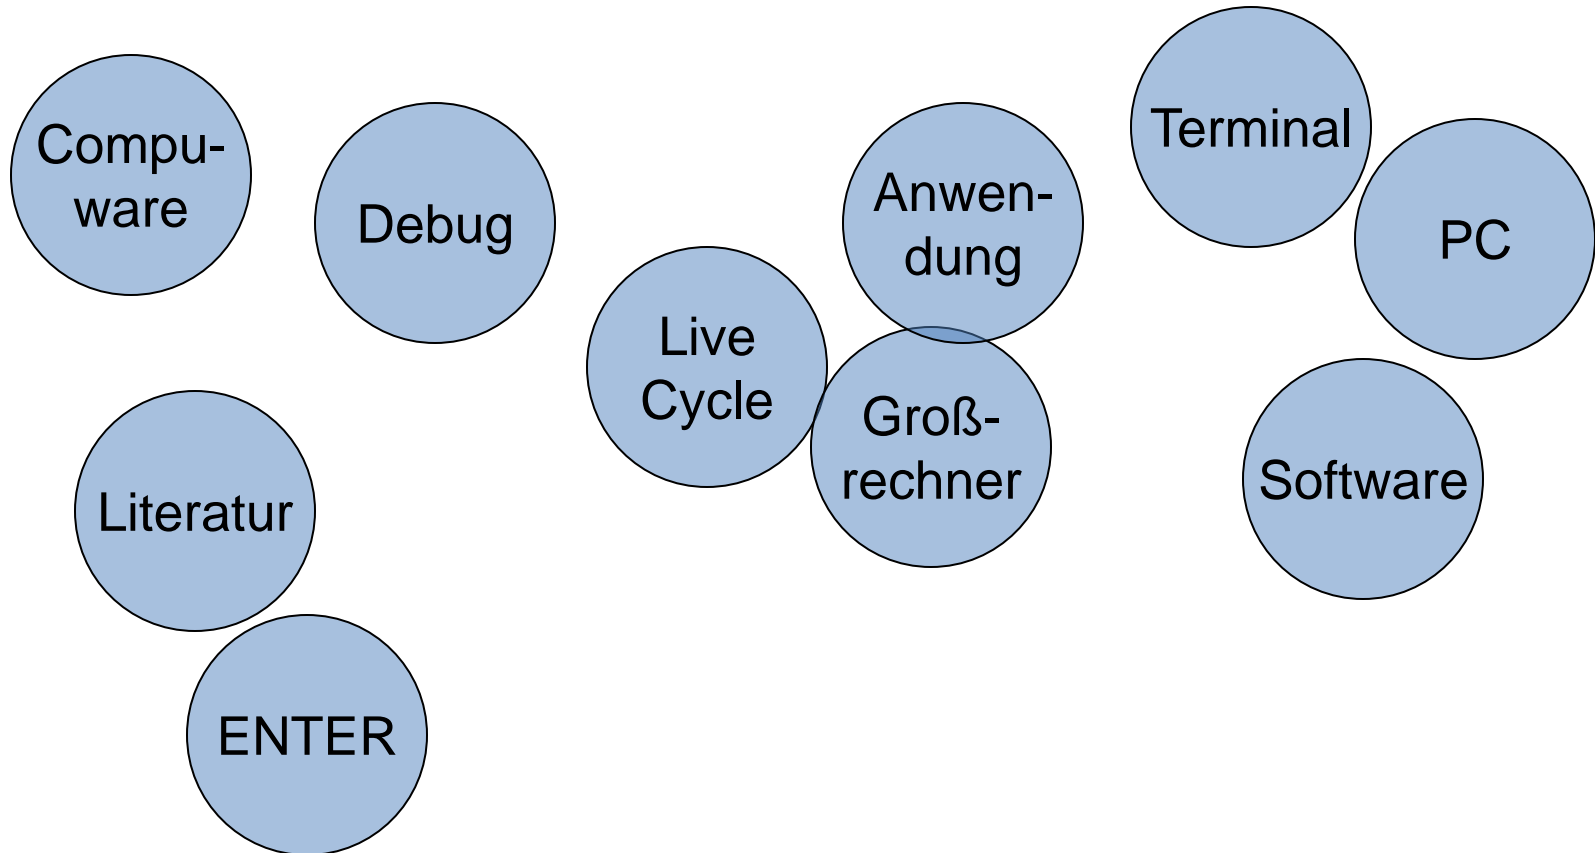 Compu-
ware
Debug
Live
Cycle
Anwen-
dung
Groß-
rechner
Terminal
PC
Software
Literatur
ENTER